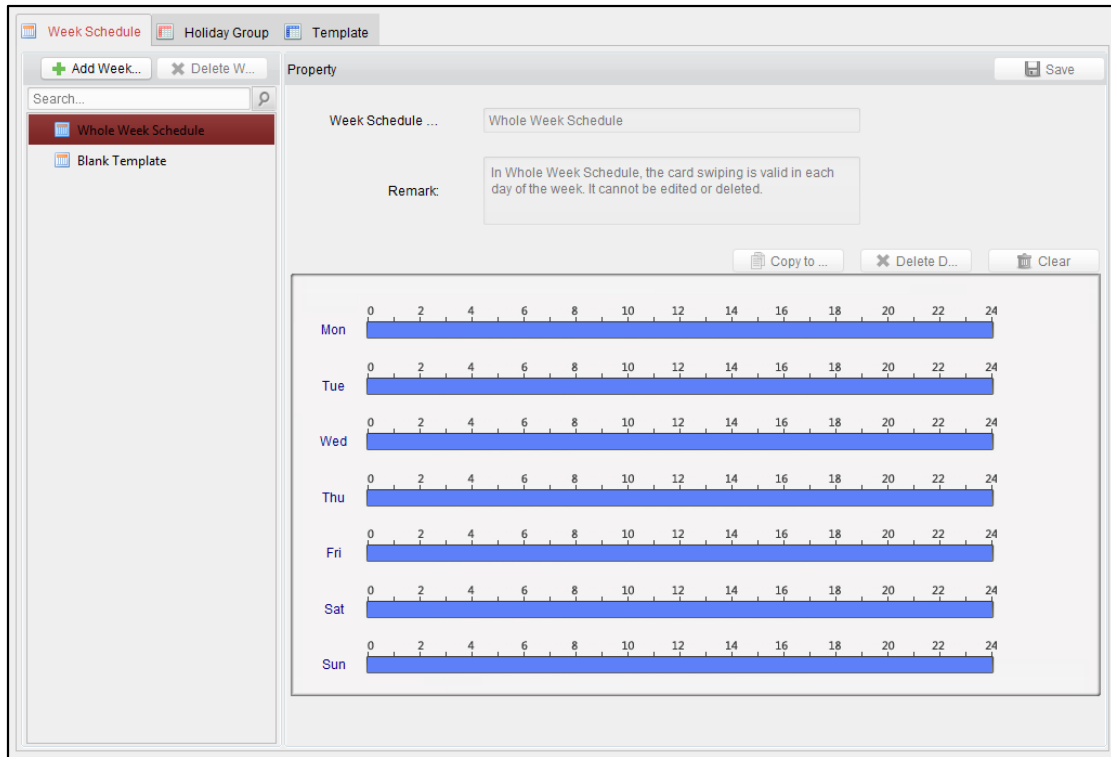 Week Schedule Holiday Group Template
Add Week... Delete W... Property Save
Search...
Whole Week Schedule
Blank Template
Week Schedule ... Whole Week Schedule
Remark: In Whole Week Schedule, the card swiping is valid in each
day of the week. It cannot be edited or deleted.
Copy to ... Delete D... Clear
0 2 4 6 8 10 12 14 16 18 20 22 24
Mon
0 2 4 6 8 10 12 14 16 18 20 22 24
Tue
0 2 4 6 8 10 12 14 16 18 20 22 24
Wed
0 2 4 6 8 10 12 14 16 18 20 22 24
Thu
0 2 4 6 8 10 12 14 16 18 20 22 24
Fri
0 2 4 6 8 10 12 14 16 18 20 22 24
Sat
0 2 4 6 8 10 12 14 16 18 20 22 24
Sun